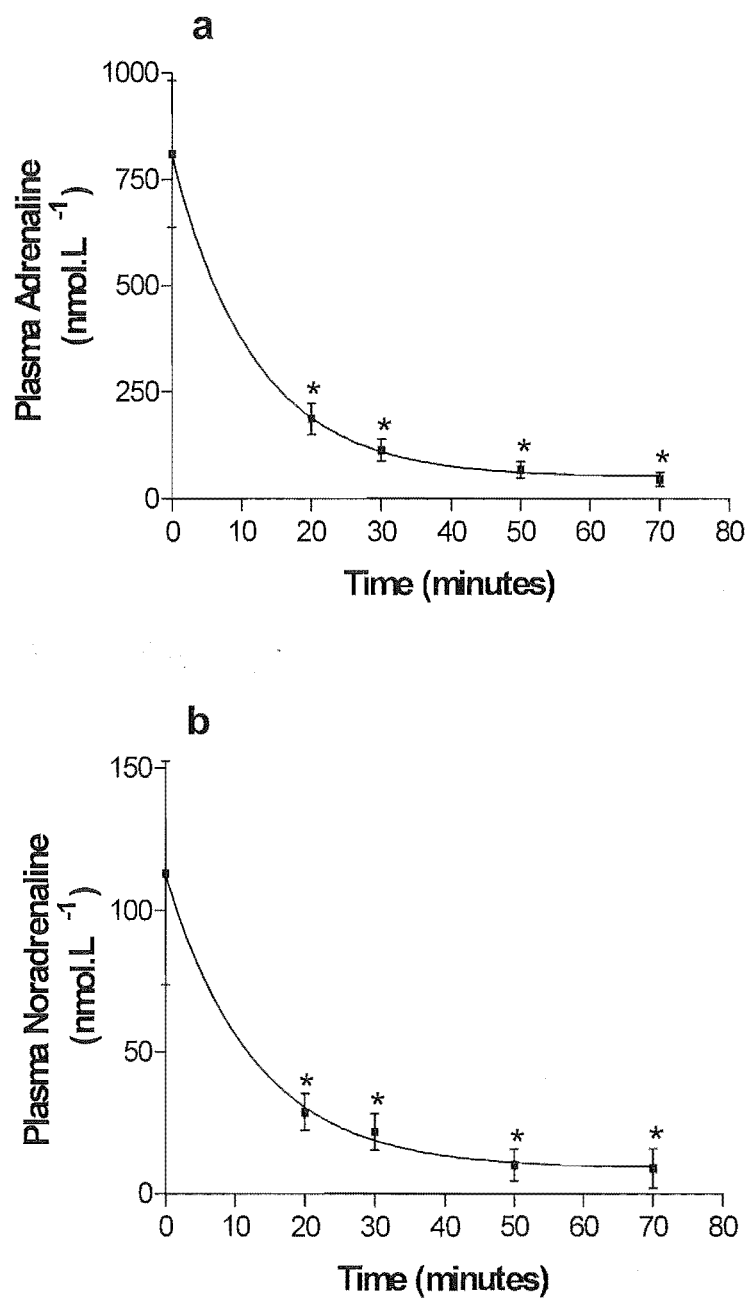 a
Plasma Adrenaline
(nmol.L -1)
1000
750
500
250
0
* * * *
0 10 20 30 40 50 60 70 80
Time (minutes)
b
Plasma Noradrenaline
(nmol.L -1)
150
100
50
0
* * * *
0 10 20 30 40 50 60 70 80
Time (minutes)